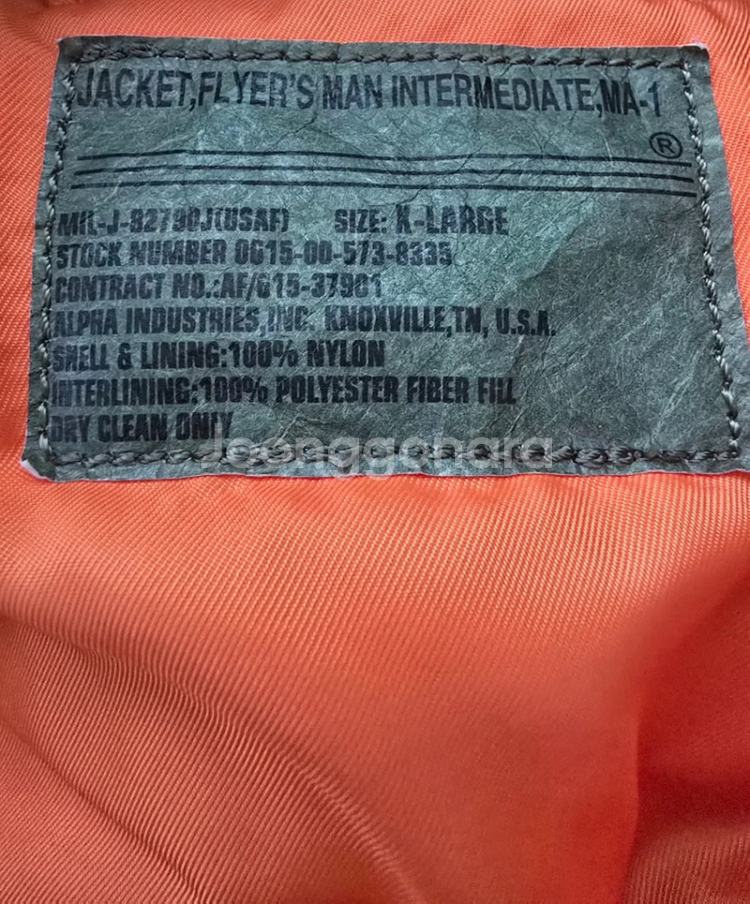 JACKET,FLYER'S MAN INTERMEDIATE,MA-1
®
MIL-J-82790J(USAF) SIZE: X-LARGE
STOCK NUMBER 0615-00-573-8335
CONTRACT NO.:AF/615-37901
ALPHA INDUSTRIES,INC. KNOXVILLE,TN, U.S.A.
SHELL & LINING:100% NYLON
INTERLINING:100% POLYESTER FIBER FILL
DRY CLEAN ONLY
Joonggonara